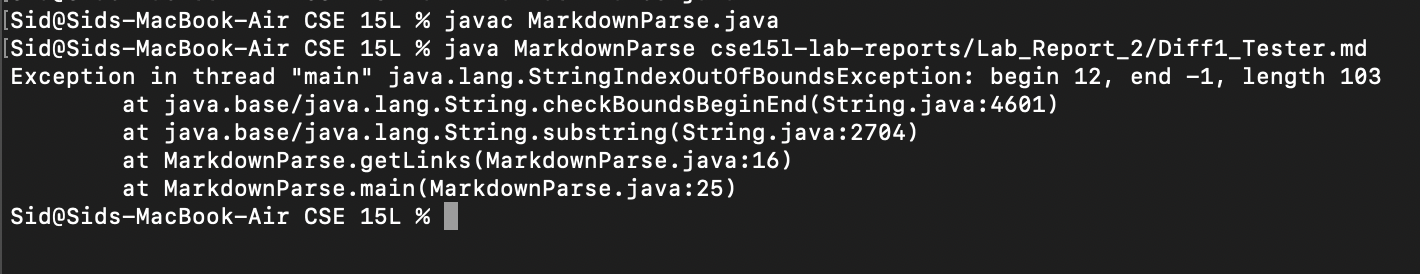 [Sid@Sids-MacBook-Air CSE 15L % javac MarkdownParse.java
[Sid@Sids-MacBook-Air CSE 15L % java MarkdownParse cse15l-lab-reports/Lab_Report_2/Diff1_Tester.md
Exception in thread "main" java.lang.StringIndexOutOfBoundsException: begin 12, end -1, length 103
        at java.base/java.lang.String.checkBoundsBeginEnd(String.java:4601)
        at java.base/java.lang.String.substring(String.java:2704)
        at MarkdownParse.getLinks(MarkdownParse.java:16)
        at MarkdownParse.main(MarkdownParse.java:25)
Sid@Sids-MacBook-Air CSE 15L %